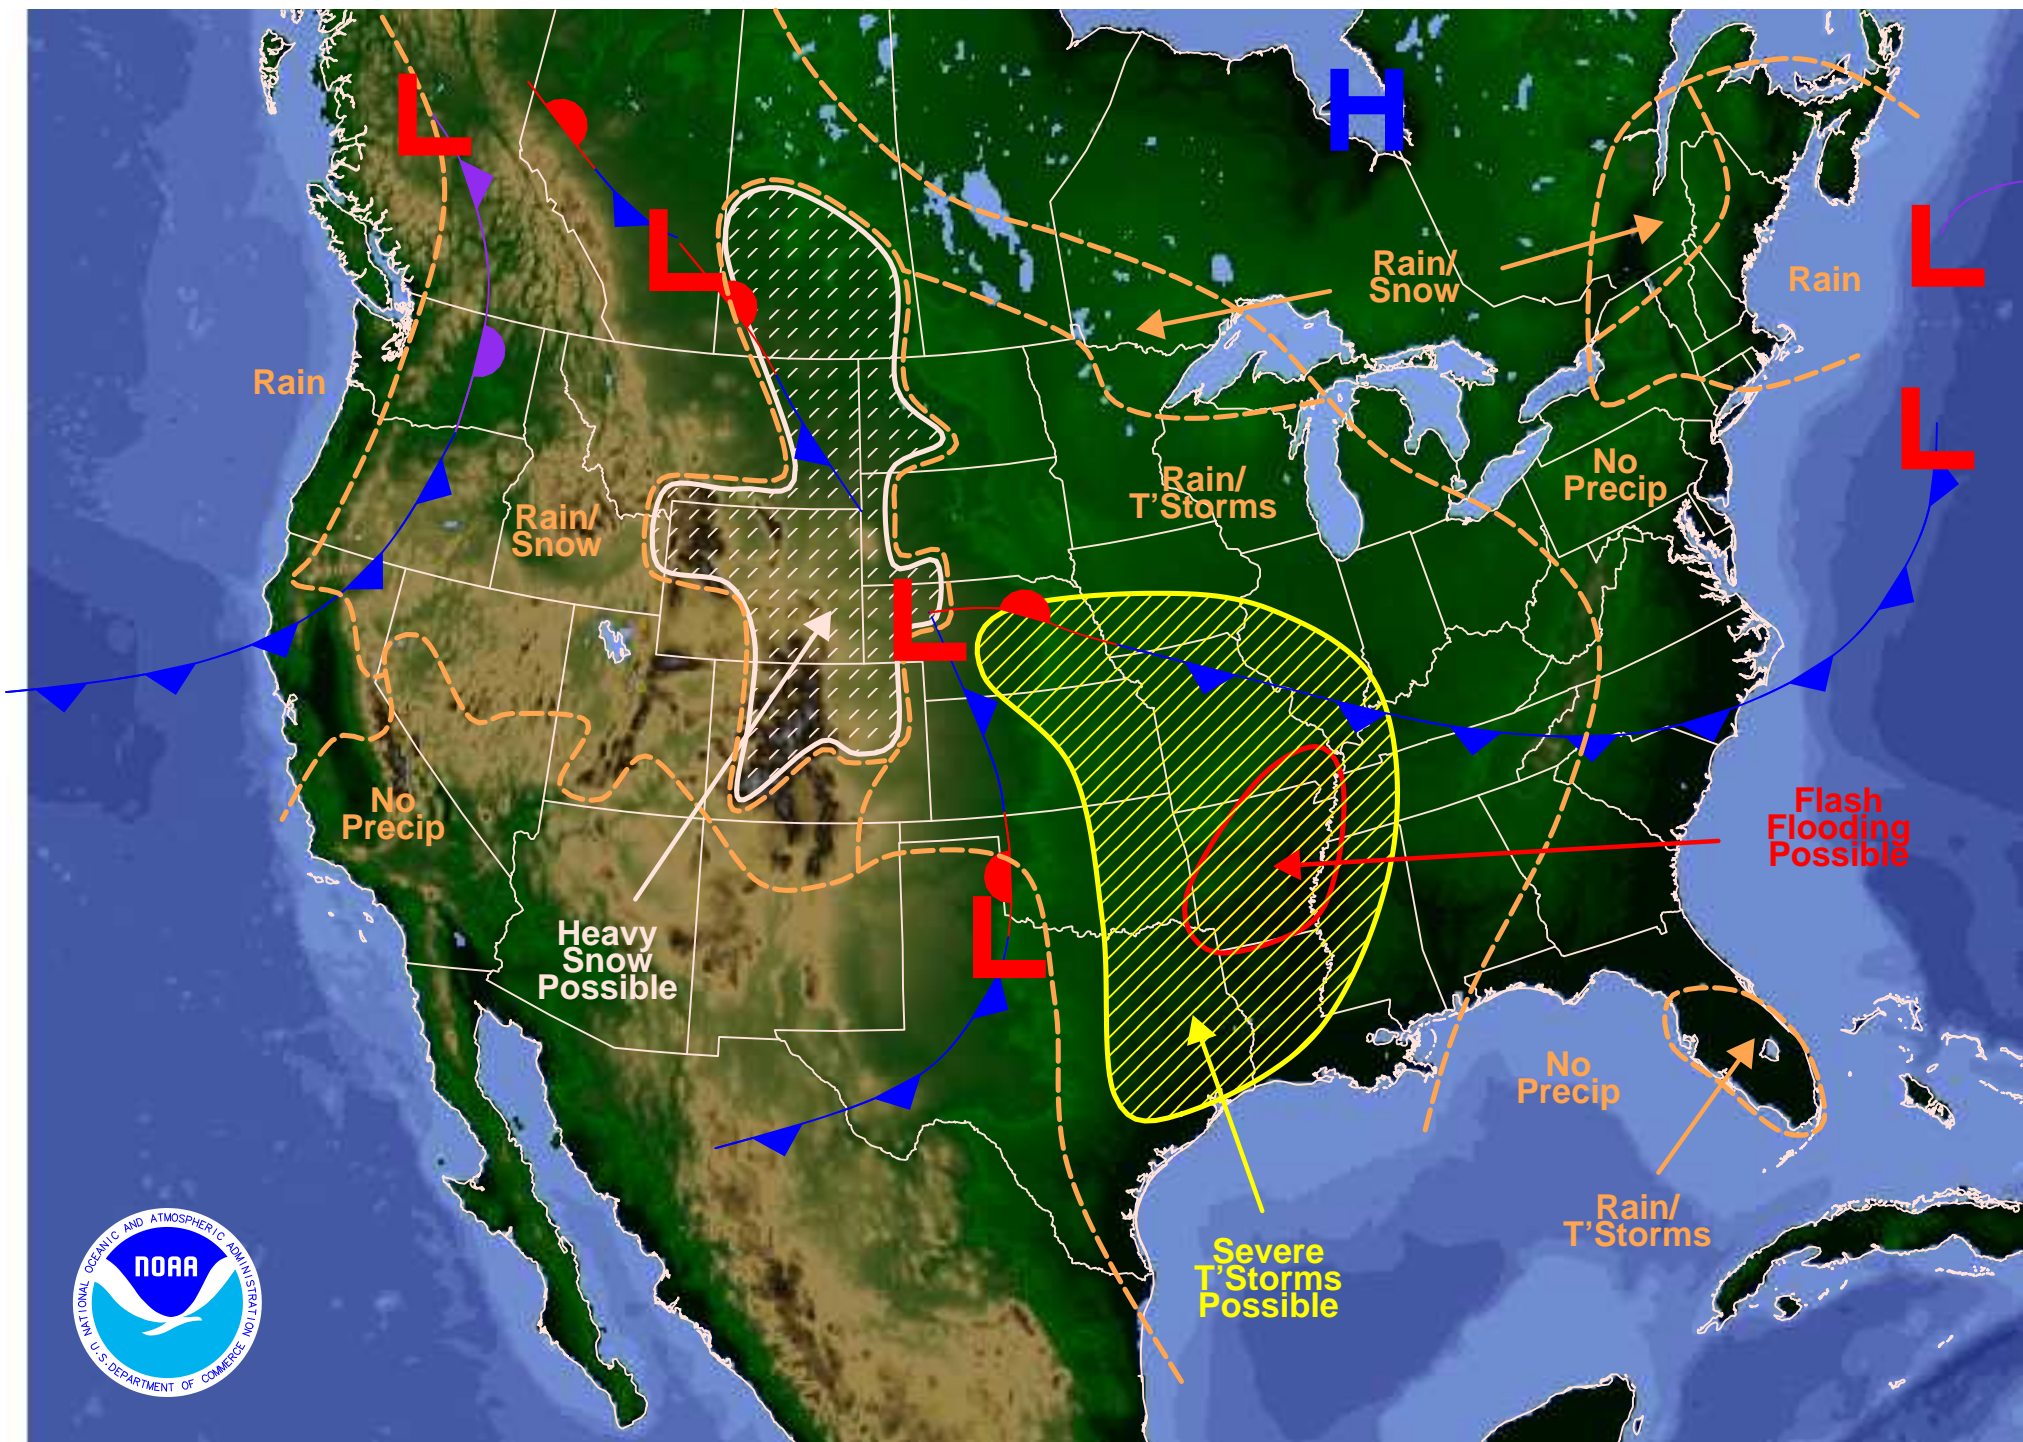 L
H
L
L
Rain/
Snow
Rain
Rain
L
Rain/
T'Storms
No
Precip
Rain/
Snow
L
No
Precip
Flash
Flooding
Possible
L
Heavy
Snow
Possible
No
Precip
Rain/
T'Storms
Severe
T'Storms
Possible
NATIONAL OCEANIC AND ATMOSPHERIC ADMINISTRATION
NOAA
U.S. DEPARTMENT OF COMMERCE
L